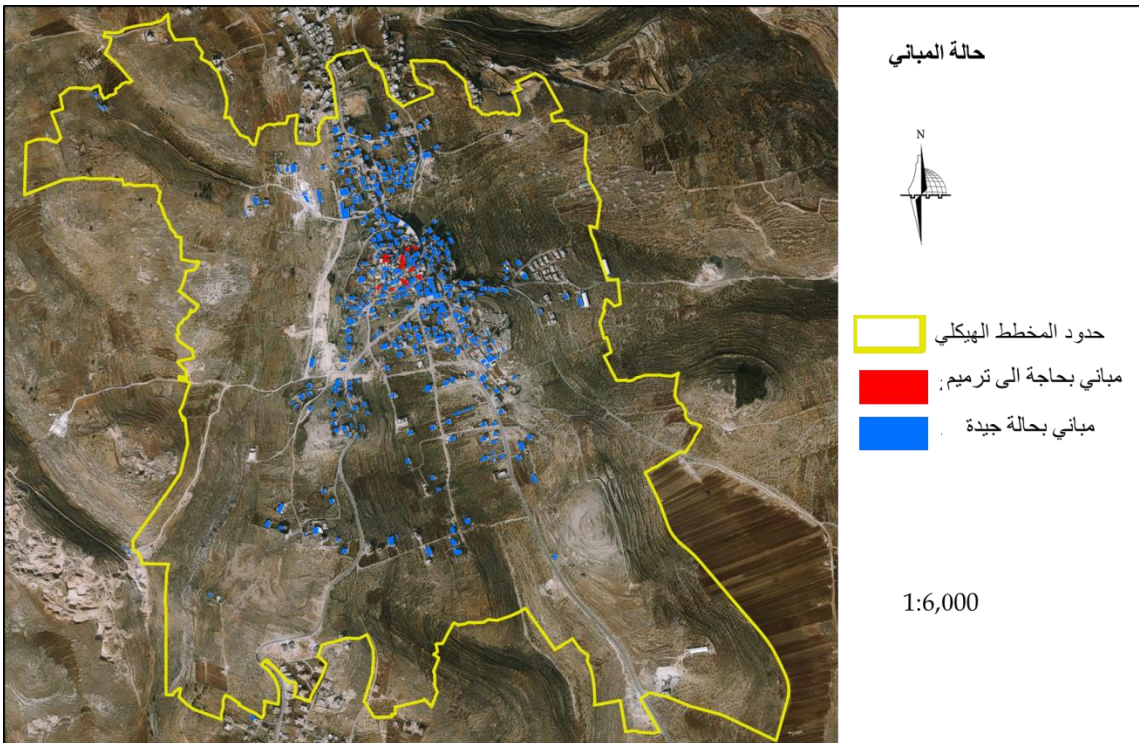 حالة المباني
N
حدود المخطط الهيكلي
مباني بحاجة الى ترميم :
مباني بحالة جيدة .
1:6,000